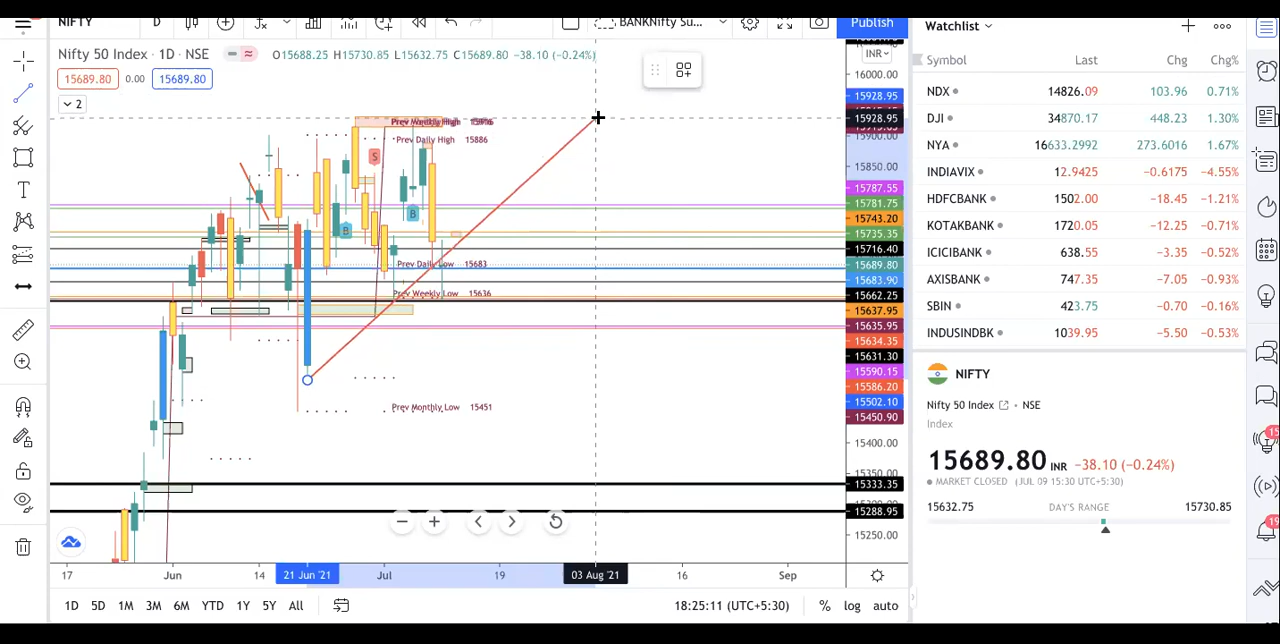 NIFTY D BANKNifty Su... Publish
Nifty 50 Index · 1D · NSE O15688.25 H15730.85 L15632.75 C15689.80 −38.10 (−0.24%)
15689.80 0.00 15689.80
2
INR
16000.00
15928.95
15928.95
15900.00
15850.00
15787.55
15781.75
15743.20
15735.35
15716.40
15689.80
15683.90
15662.25
15637.95
15635.95
15634.35
15631.30
15590.15
15586.20
15502.10
15450.90
15400.00
15350.00
15333.35
15288.95
15250.00
Prev Daily High 15886
S
B
B
Prev Daily Low 15683
Prev Weekly Low 15636
Prev Monthly Low 15451
17 Jun 14 21 Jun '21 Jul 19 03 Aug '21 16 Sep
1D 5D 1M 3M 6M YTD 1Y 5Y All 18:25:11 (UTC+5:30) % log auto
Watchlist
Symbol Last Chg Chg%
NDX 14826.09 103.96 0.71%
DJI 34870.17 448.23 1.30%
NYA 16633.2992 273.6016 1.67%
INDIAVIX 12.9425 −0.6175 −4.55%
HDFCBANK 1502.00 −18.45 −1.21%
KOTAKBANK 1720.05 −12.25 −0.71%
ICICIBANK 638.55 −3.35 −0.52%
AXISBANK 747.35 −7.05 −0.93%
SBIN 423.75 −0.70 −0.16%
INDUSINDBK 1039.95 −5.50 −0.53%
NIFTY
Nifty 50 Index · NSE
Index
15689.80 INR −38.10 (−0.24%)
MARKET CLOSED (JUL 09 15:30 UTC+5:30)
15632.75 DAY'S RANGE 15730.85